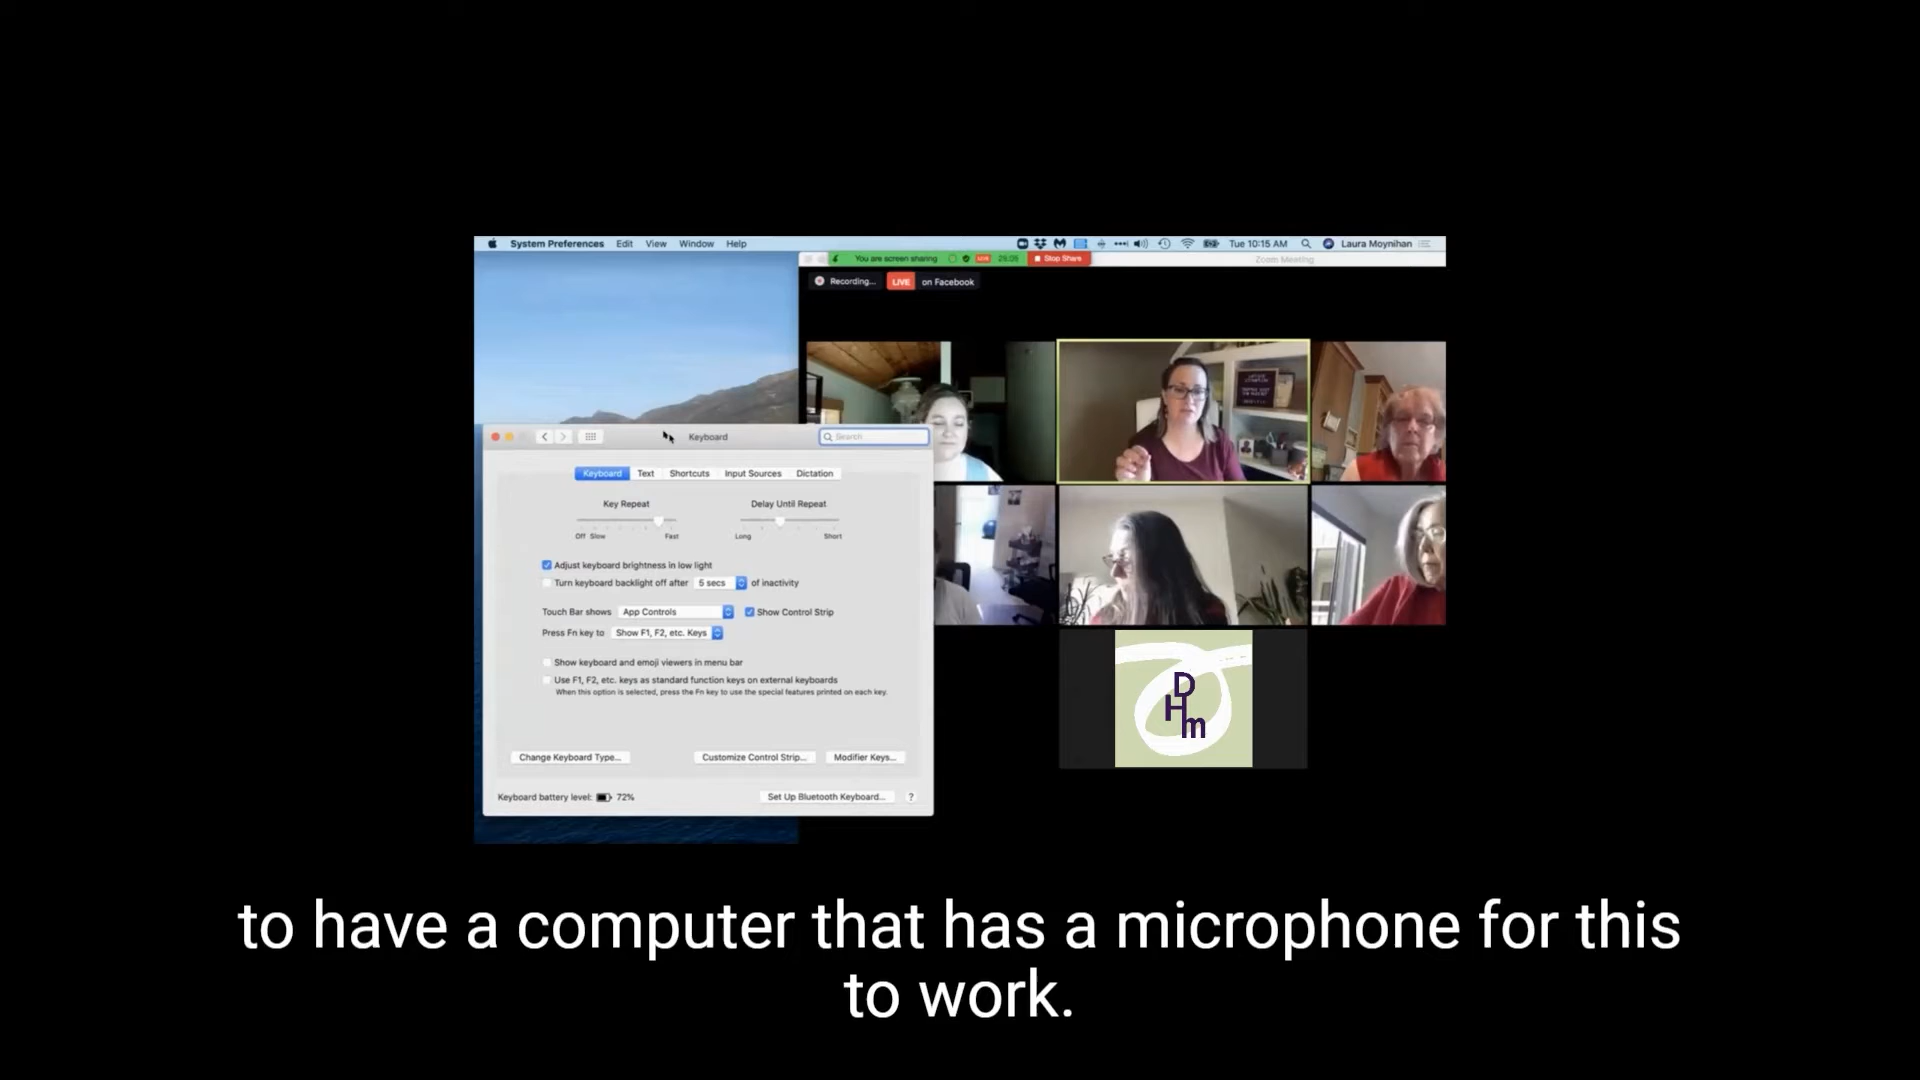 System Preferences Edit View Window Help
Tue 10:15 AM Laura Moynihan
You are screen sharing LIVE Stop Share
Zoom Meeting
Recording... LIVE on Facebook
Keyboard
Search
Keyboard Text Shortcuts Input Sources Dictation
Key Repeat Delay Until Repeat
Off Slow Fast Long Short
Adjust keyboard brightness in low light
Turn keyboard backlight off after 5 secs of inactivity
Touch Bar shows App Controls Show Control Strip
Press Fn key to Show F1, F2, etc. Keys
Show keyboard and emoji viewers in menu bar
Use F1, F2, etc. keys as standard function keys on external keyboards
When this option is selected, press the Fn key to use the special features printed on each key.
D
H
m
Change Keyboard Type... Customize Control Strip... Modifier Keys...
Keyboard battery level: 72% Set Up Bluetooth Keyboard... ?
to have a computer that has a microphone for this
to work.